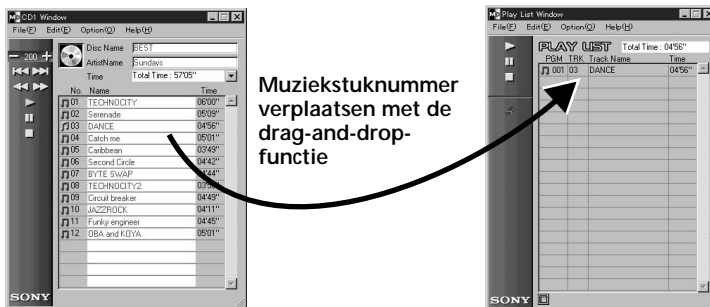 CD1 Window
File(F) Edit(E) Option(O) Help(H)
200
Disc Name BEST
ArtistName Sundays
Time Total Time : 57'05"
No. Name Time
01 TECHNOCITY 06'00"
02 Serenade 05'09"
03 DANCE 04'56"
04 Catch me 05'01"
05 Caribbean 03'49"
06 Second Circle 04'42"
07 BYTE SWAP
08 TECHNOCITY2
09 Circuit breaker 04'49"
10 JAZZROCK 04'11"
11 Funky engineer 04'45"
12 OBA and KOYA 05'01"
SONY
Muziekstuknummer
verplaatsen met de
drag-and-drop-
functie
Play List Window
File(F) Edit(E) Option(O) Help(H)
PLAY LIST Total Time : 04'56"
PGM TRK Track Name Time
001 03 DANCE 04'56"
SONY